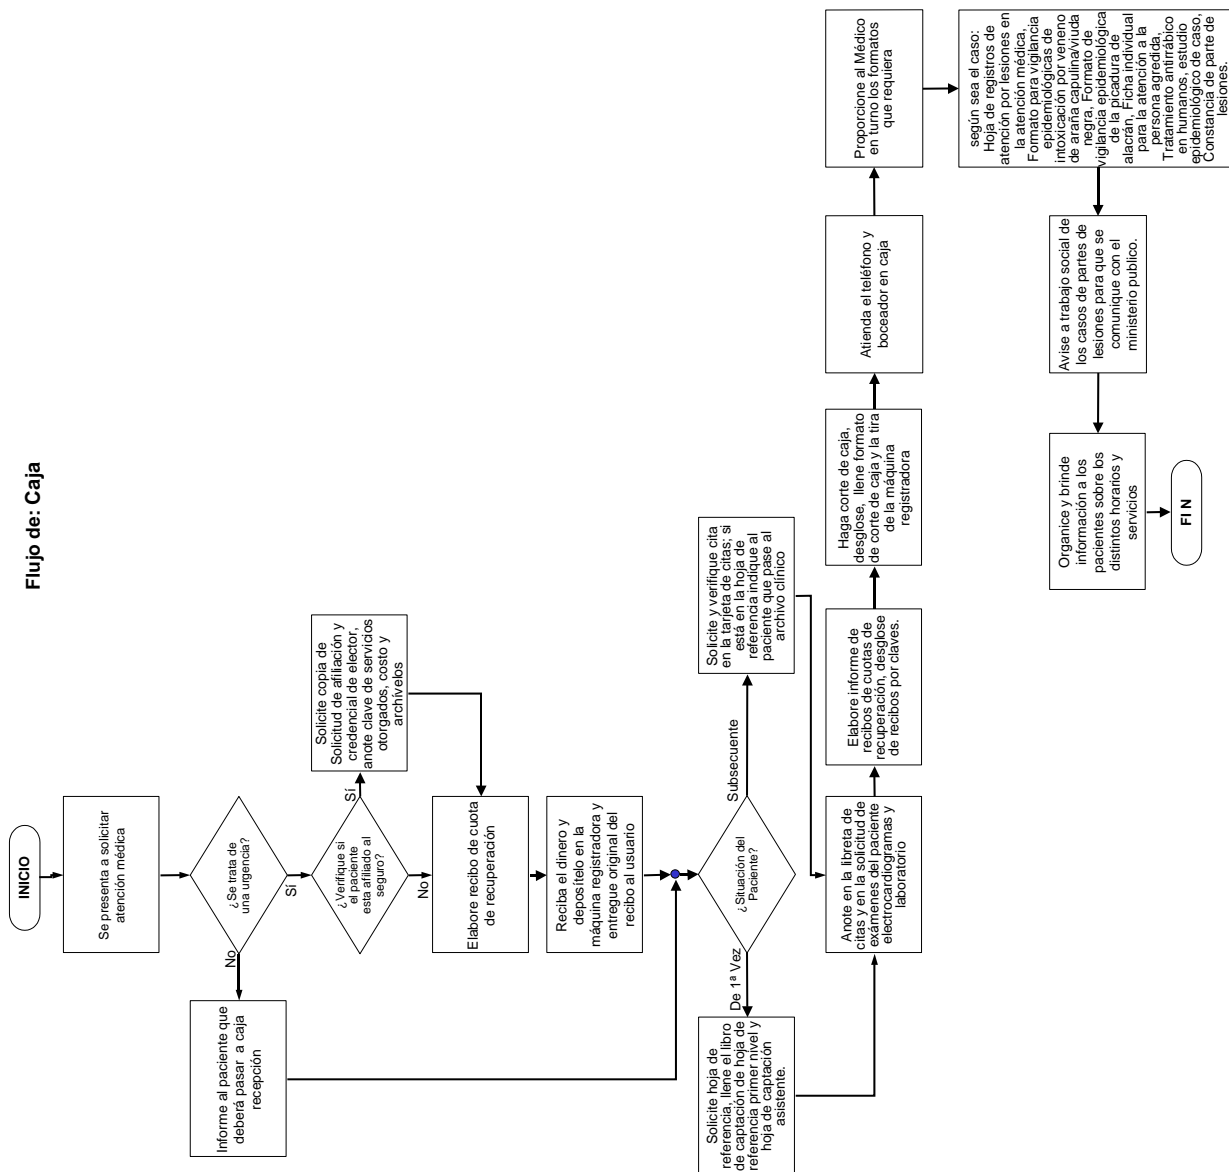 Flujo de: Caja
INICIO
Se presenta a solicitar
atención médica
¿Se trata de
una urgencia?
No
Sí
Informe al paciente que
deberá pasar a caja
recepción
¿Verifique si
el paciente
esta afiliado al
seguro?
Sí
No
Solicite copia de
Solicitud de afiliación y
credencial de elector,
anote clave de servicios
otorgados, costo y
archívelos
Elabore recibo de cuota
de recuperación
Reciba el dinero y
deposítelo en la
máquina registradora y
entregue original del
recibo al usuario
¿Situación del
Paciente?
De 1ª Vez
Subsecuente
Solicite hoja de
referencia, llene el libro
de captación de hoja de
referencia primer nivel y
hoja de captación
asistente.
Solicite y verifique cita
en la tarjeta de citas; si
está en la hoja de
referencia indique al
paciente que pase al
archivo clínico
Anote en la libreta de
citas y en la solicitud de
exámenes del paciente
electrocardiogramas y
laboratorio
Elabore informe de
recibos de cuotas de
recuperación, desglose
de recibos por claves.
Haga corte de caja,
desglose, llene formato
de corte de caja y la tira
de la máquina
registradora
Atienda el teléfono y
boceador en caja
Proporcione al Médico
en turno los formatos
que requiera
según sea el caso:
Hoja de registros de
atención por lesiones en
la atención médica,
Formato para vigilancia
epidemiológicas de
intoxicación por veneno
de araña capulina/viuda
negra, Formato de
vigilancia epidemiológica
de la picadura de
alacrán, Ficha individual
para la atención a la
persona agredida,
Tratamiento antirrábico
en humanos, estudio
epidemiológico de caso,
Constancia de parte de
lesiones.
Avise a trabajo social de
los casos de partes de
lesiones para que se
comunique con el
ministerio publico.
Organice y brinde
información a los
pacientes sobre los
distintos horarios y
servicios
FIN